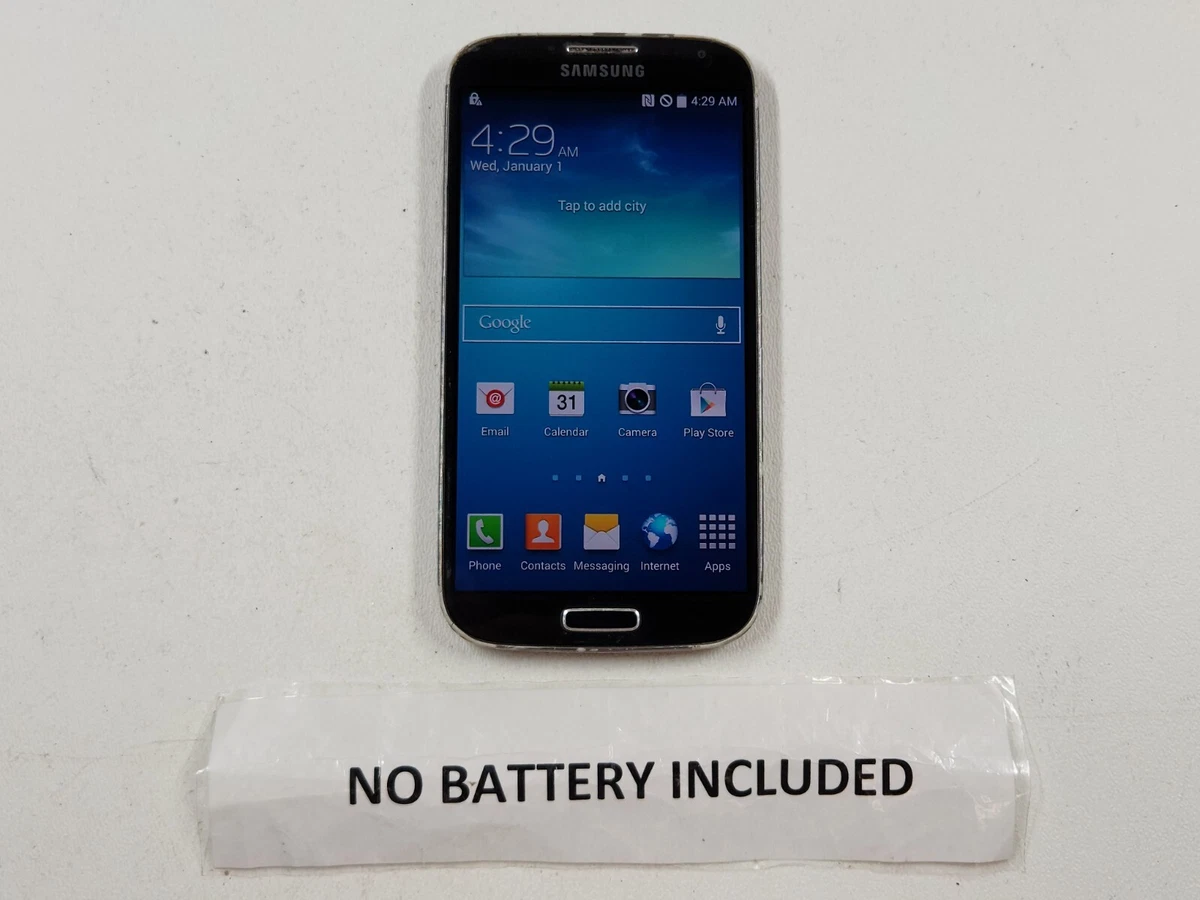 SAMSUNG
4:29 AM
4:29 AM
Wed, January 1
Tap to add city
Google
@
31
Email Calendar Camera Play Store
Phone Contacts Messaging Internet Apps
NO BATTERY INCLUDED